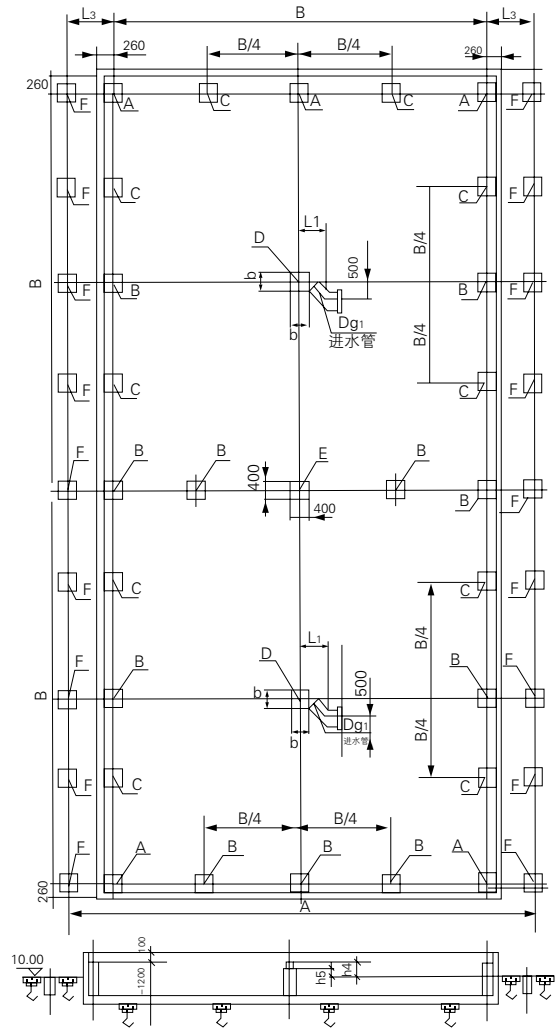 L3 B L3
260 B/4 B/4 260
260
F A C A C A F
F C C F
B/4
L1
D
500
b
B F B B F
b Dg1
进水管
B/4
F C C F
F B B E B
400
B F
400
F C C F
L1
B/4
D
F B B F
500
b
B
b Dg1
进水管
B/4
F C C F
B/4 B/4
F A B B B A F
260
A
100
10.00
-1200
h5 h4